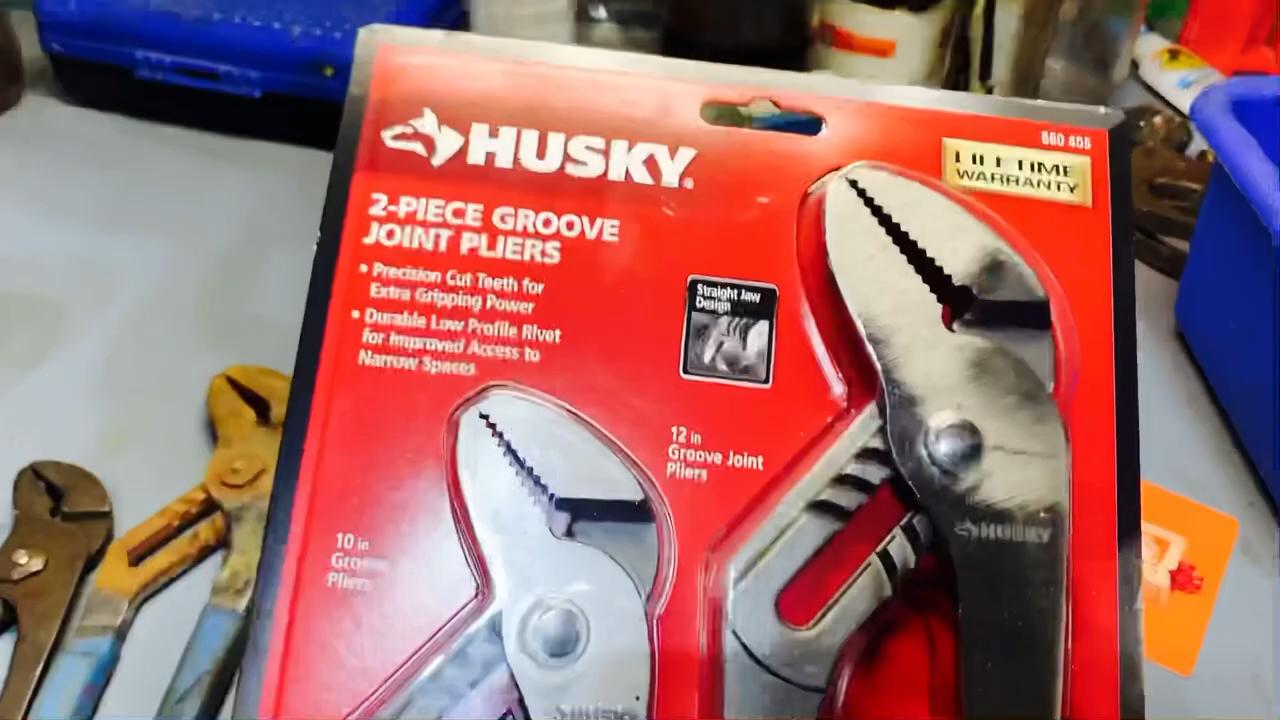 HUSKY
660 405
LIFETIME
WARRANTY
2-PIECE GROOVE
JOINT PLIERS
• Precision Cut Teeth for
Extra Gripping Power
• Durable Low Profile Rivet
for Improved Access to
Narrow Spaces
Straight Jaw
Design
12 in
Groove Joint
Pliers
10 in
Pliers
HUSKY
HUSKY